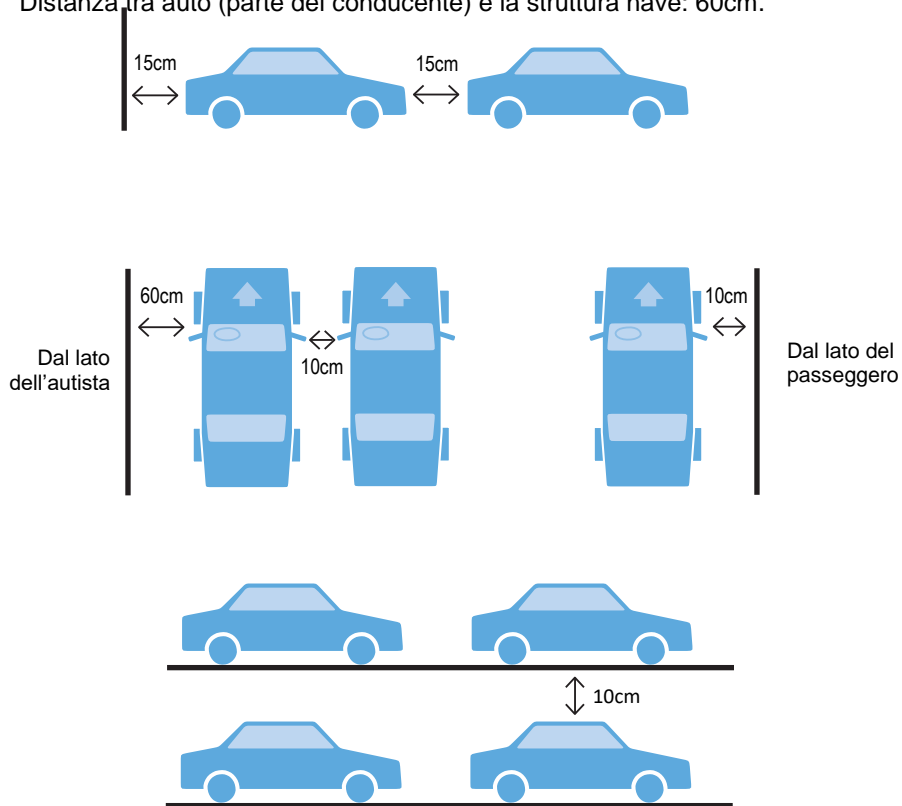 Distanza tra auto (parte del conducente) e la struttura nave: 60cm.
15cm
15cm
60cm
10cm
10cm
Dal lato
dell'autista
Dal lato del
passeggero
10cm